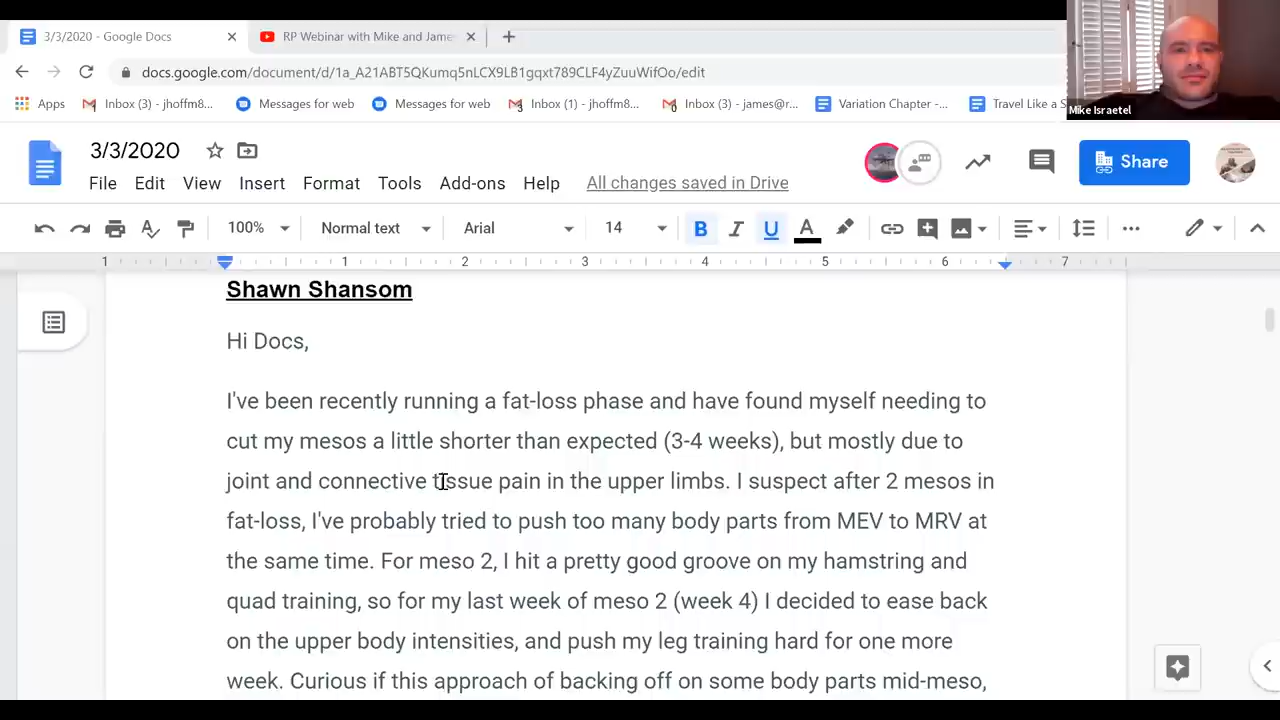 3/3/2020 - Google Docs
RP Webinar with Mike and Jame
docs.google.com/document/d/1a_A21ABT5QKumq5nLCX9LB1gqxt789CLF4yZuuWifOo/edit
Apps
Inbox (3) - jhoffm8...
Messages for web
Messages for web
Inbox (1) - jhoffm8...
Inbox (2) - james@r...
Variation Chapter -...
Travel Like a S
Mike Israetel
3/3/2020
File Edit View Insert Format Tools Add-ons Help All changes saved in Drive
Share
100% Normal text Arial 14 B I U A
1 1 2 3 4 5 6 7
Shawn Shansom
Hi Docs,
I've been recently running a fat-loss phase and have found myself needing to
cut my mesos a little shorter than expected (3-4 weeks), but mostly due to
joint and connective tissue pain in the upper limbs. I suspect after 2 mesos in
fat-loss, I've probably tried to push too many body parts from MEV to MRV at
the same time. For meso 2, I hit a pretty good groove on my hamstring and
quad training, so for my last week of meso 2 (week 4) I decided to ease back
on the upper body intensities, and push my leg training hard for one more
week. Curious if this approach of backing off on some body parts mid-meso,